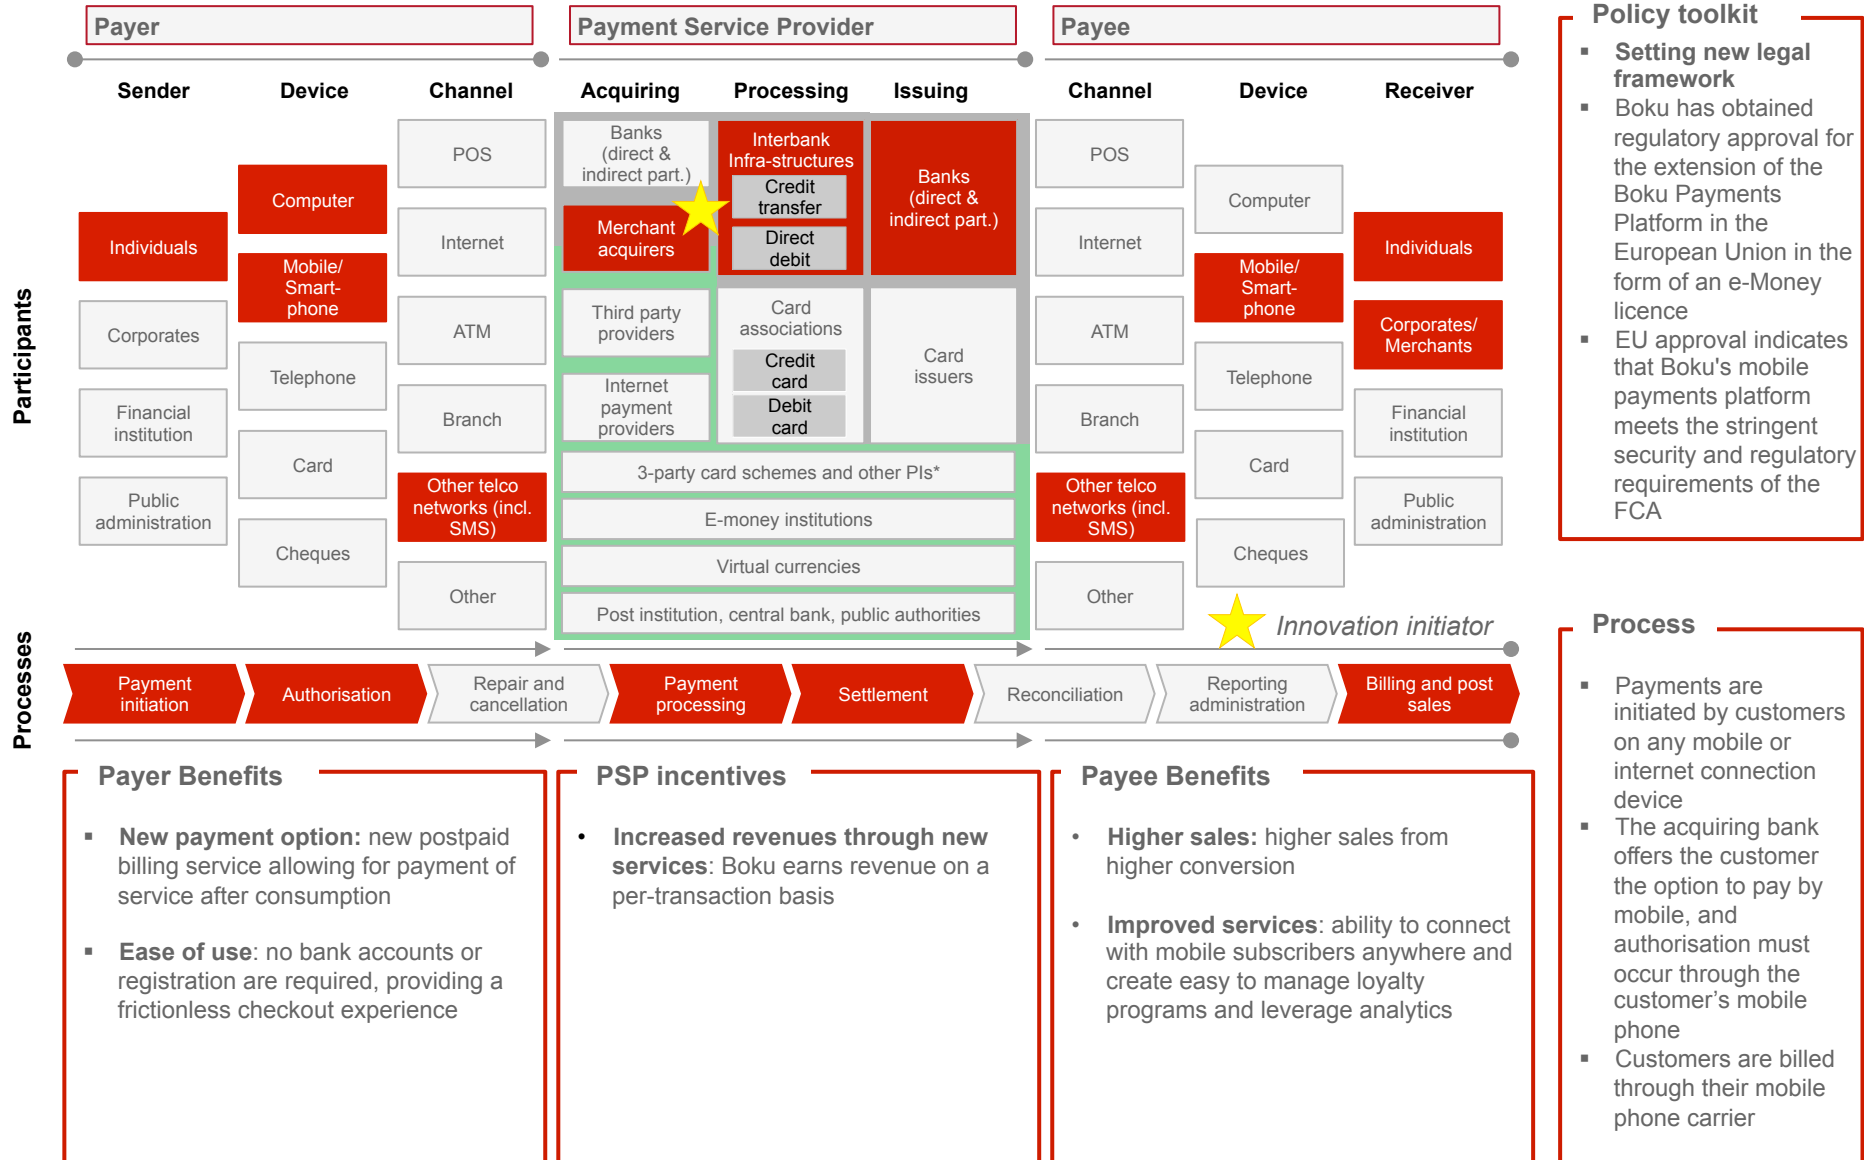 Payer
Payment Service Provider
Payee
Sender
Device
Channel
Acquiring
Processing
Issuing
Channel
Device
Receiver
Participants
Individuals
Corporates
Financial
institution
Public
administration
Computer
Mobile/
Smart-
phone
Telephone
Card
Cheques
POS
Internet
ATM
Branch
Other telco
networks (incl.
SMS)
Other
Banks
(direct &
indirect part.)
Merchant
acquirers
Third party
providers
Internet
payment
providers
Interbank
Infra-structures
Credit
transfer
Direct
debit
Card
associations
Credit
card
Debit
card
Banks
(direct &
indirect part.)
Card
issuers
3-party card schemes and other PIs*
E-money institutions
Virtual currencies
Post institution, central bank, public authorities
POS
Internet
ATM
Branch
Other telco
networks (incl.
SMS)
Other
Computer
Mobile/
Smart-
phone
Telephone
Card
Cheques
Individuals
Corporates/
Merchants
Financial
institution
Public
administration
Innovation initiator
Processes
Payment
initiation
Authorisation
Repair and
cancellation
Payment
processing
Settlement
Reconciliation
Reporting
administration
Billing and post
sales
Payer Benefits
▪ New payment option: new postpaid
billing service allowing for payment of
service after consumption
▪ Ease of use: no bank accounts or
registration are required, providing a
frictionless checkout experience
PSP incentives
• Increased revenues through new
services: Boku earns revenue on a
per-transaction basis
Payee Benefits
• Higher sales: higher sales from
higher conversion
• Improved services: ability to connect
with mobile subscribers anywhere and
create easy to manage loyalty
programs and leverage analytics
Policy toolkit
▪ Setting new legal
framework
▪ Boku has obtained
regulatory approval for
the extension of the
Boku Payments
Platform in the
European Union in the
form of an e-Money
licence
▪ EU approval indicates
that Boku's mobile
payments platform
meets the stringent
security and regulatory
requirements of the
FCA
Process
▪ Payments are
initiated by customers
on any mobile or
internet connection
device
▪ The acquiring bank
offers the customer
the option to pay by
mobile, and
authorisation must
occur through the
customer’s mobile
phone
▪ Customers are billed
through their mobile
phone carrier